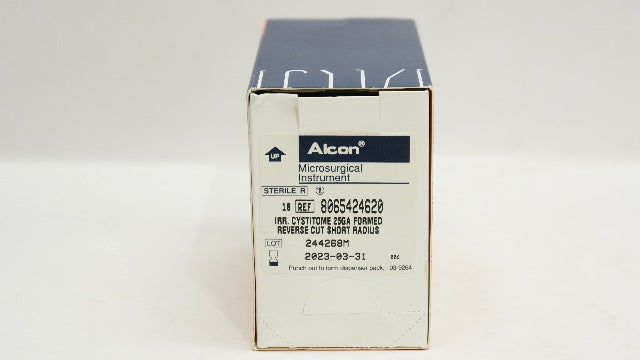 UP
Alcon®
Microsurgical
Instrument
STERILE R
10 REF 8065424620
IRR. CYSTITOME 25GA FORMED
REVERSE CUT SHORT RADIUS
LOT 244268M
2023-03-31
Punch out to form dispenser pack.